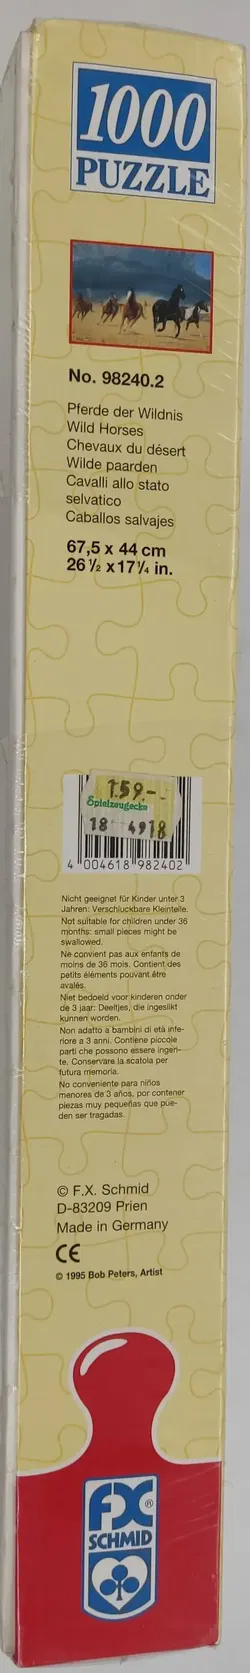 1000
PUZZLE
No. 98240.2
Pferde der Wildnis
Wild Horses
Chevaux du désert
Wilde paarden
Cavalli allo stato
selvatico
Caballos salvajes
67,5 x 44 cm
26 1/2 x 17 1/4 in.
159.-
Spielzeugecke
18 4918
4 004618 982402
Nicht geeignet für Kinder unter 3
Jahren: Verschluckbare Kleinteile.
Not suitable for children under 36
months: small pieces might be
swallowed.
Ne convient pas aux enfants de
moins de 36 mois. Contient des
petits éléments pouvant être
avalés.
Niet bedoeld voor kinderen onder
de 3 jaar: Deeltjes, die ingeslikt
kunnen worden.
Non adatto a bambini di età infe-
riore a 3 anni. Contiene piccole
parti che possono essere ingeri-
te. Conservare la scatola per
futura memoria.
No conveniente para niños
menores de 3 años, por contener
piezas muy pequeñas que pue-
den ser tragadas.
© F.X. Schmid
D-83209 Prien
Made in Germany
CE
© 1995 Bob Peters, Artist
FX ®
SCHMID